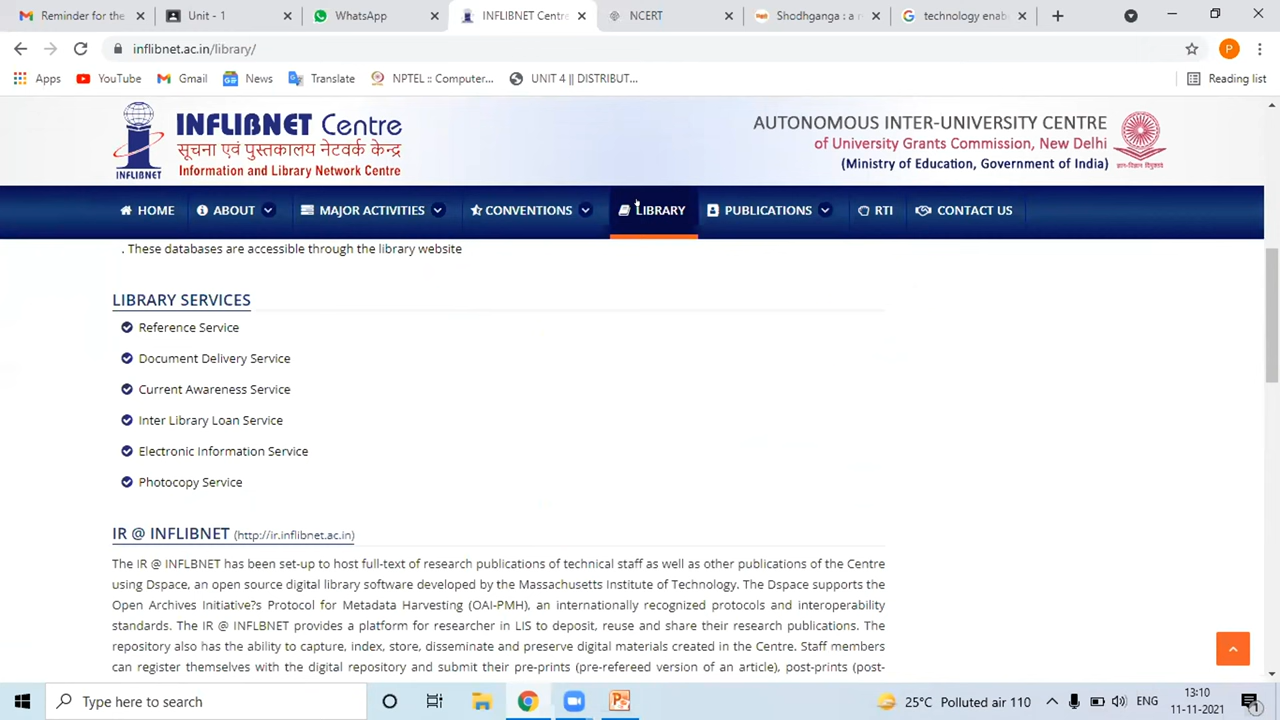 Reminder for the
Unit - 1
WhatsApp
INFLIBNET Centre
NCERT
Shodhganga : a r
technology enab
inflibnet.ac.in/library/
P
Apps
YouTube
Gmail
News
Translate
NPTEL :: Computer...
UNIT 4 || DISTRIBUT...
Reading list
INFLIBNET Centre
सूचना एवं पुस्तकालय नेटवर्क केन्द्र
Information and Library Network Centre
INFLIBNET
AUTONOMOUS INTER-UNIVERSITY CENTRE
of University Grants Commission, New Delhi
(Ministry of Education, Government of India)
ज्ञान-विज्ञान विमुक्तये
HOME
ABOUT
MAJOR ACTIVITIES
CONVENTIONS
LIBRARY
PUBLICATIONS
RTI
CONTACT US
. These databases are accessible through the library website
LIBRARY SERVICES
Reference Service
Document Delivery Service
Current Awareness Service
Inter Library Loan Service
Electronic Information Service
Photocopy Service
IR @ INFLIBNET (http://ir.inflibnet.ac.in)
The IR @ INFLBNET has been set-up to host full-text of research publications of technical staff as well as other publications of the Centre
using Dspace, an open source digital library software developed by the Massachusetts Institute of Technology. The Dspace supports the
Open Archives Initiative?s Protocol for Metadata Harvesting (OAI-PMH), an internationally recognized protocols and interoperability
standards. The IR @ INFLBNET provides a platform for researcher in LIS to deposit, reuse and share their research publications. The
repository also has the ability to capture, index, store, disseminate and preserve digital materials created in the Centre. Staff members
can register themselves with the digital repository and submit their pre-prints (pre-refereed version of an article), post-prints (post-
Type here to search
25°C Polluted air 110
ENG
13:10
11-11-2021
1